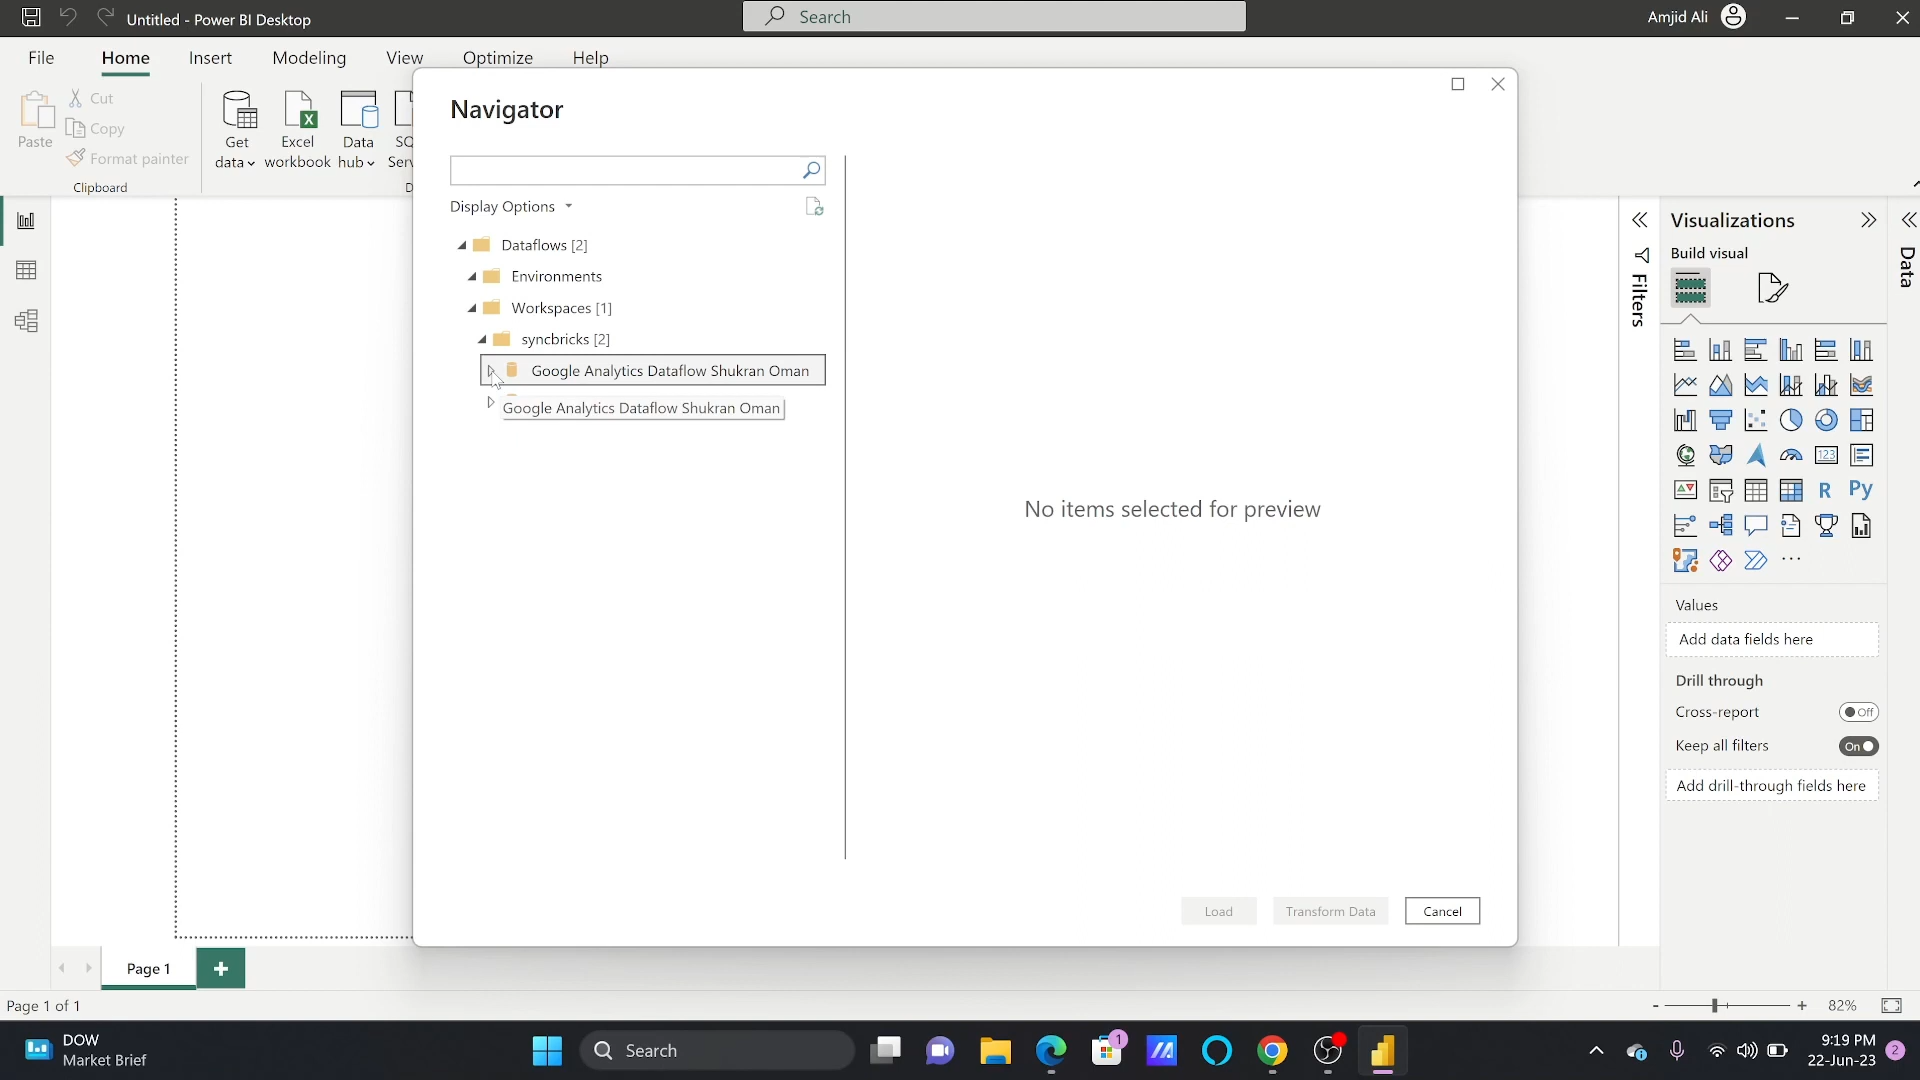 Untitled - Power BI Desktop
Search
Amjid Ali
File
Home
Insert
Modeling
View
Optimize
Help
Paste
Cut
Copy
Format painter
Clipboard
Get
data
Excel
workbook
Data
hub
SQ
Serv
D
Navigator
Display Options
Dataflows [2]
Environments
Workspaces [1]
syncbricks [2]
Google Analytics Dataflow Shukran Oman
Google Analytics Dataflow Shukran Oman
No items selected for preview
Load
Transform Data
Cancel
Filters
Visualizations
Data
Build visual
123
R
Py
Values
Add data fields here
Drill through
Cross-report
Off
Keep all filters
On
Add drill-through fields here
Page 1
Page 1 of 1
82%
DOW
Market Brief
Search
1
9:19 PM
22-Jun-23
2